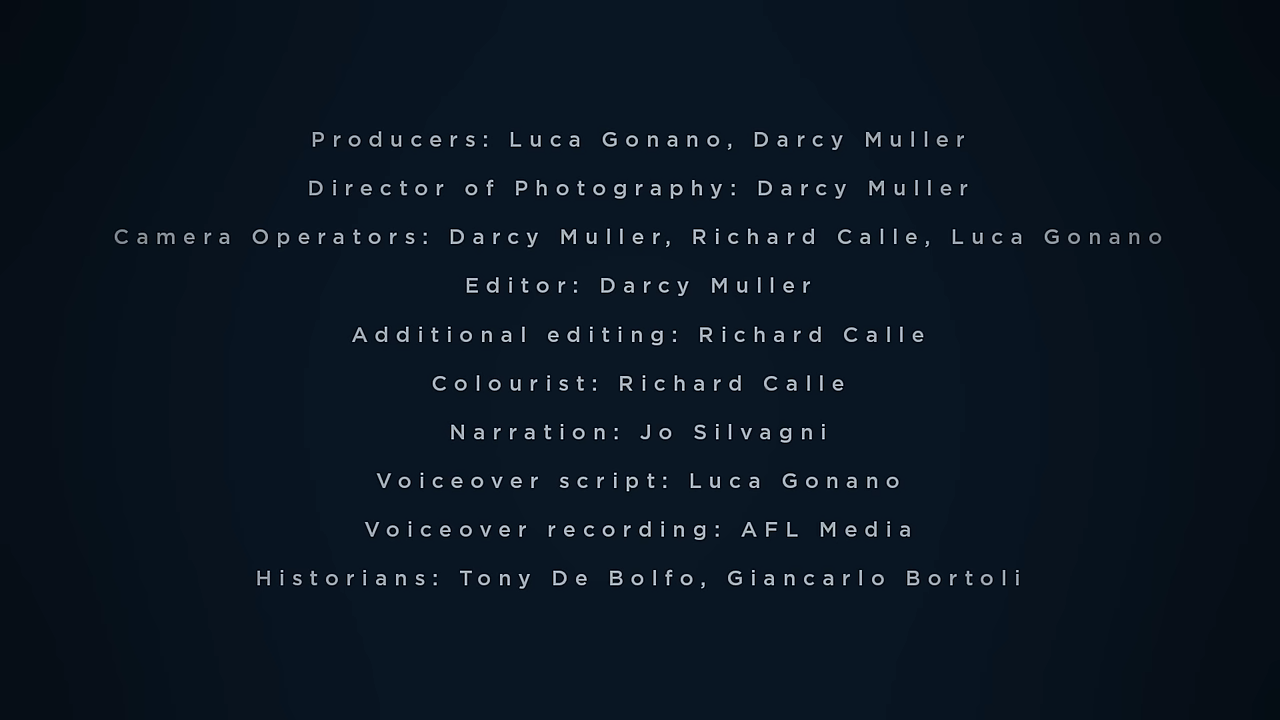 Producers: Luca Gonano, Darcy Muller
Director of Photography: Darcy Muller
Camera Operators: Darcy Muller, Richard Calle, Luca Gonano
Editor: Darcy Muller
Additional editing: Richard Calle
Colourist: Richard Calle
Narration: Jo Silvagni
Voiceover script: Luca Gonano
Voiceover recording: AFL Media
Historians: Tony De Bolfo, Giancarlo Bortoli